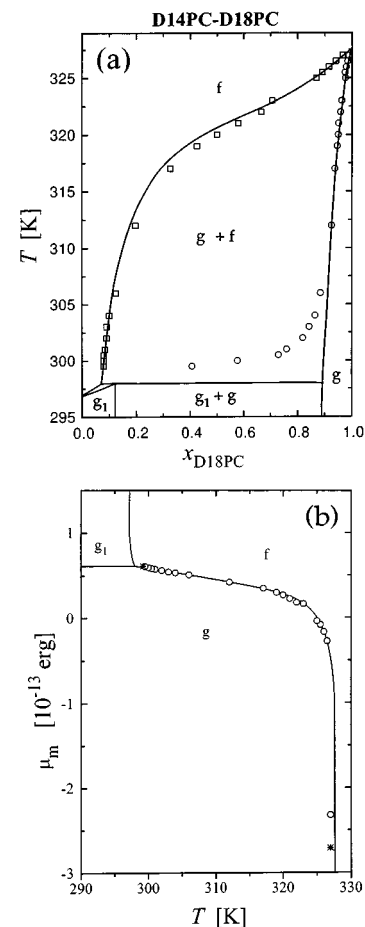 D14PC-D18PC
(a)
f
325
320
315
310
305
300
295
T [K]
g + f
g
g₁
g₁ + g
0.0 0.2 0.4 0.6 0.8 1.0
x_D18PC
(b)
g₁
f
g
1
0
-1
-2
-3
μₘ [10⁻¹³ erg]
290 300 310 320 330
T [K]